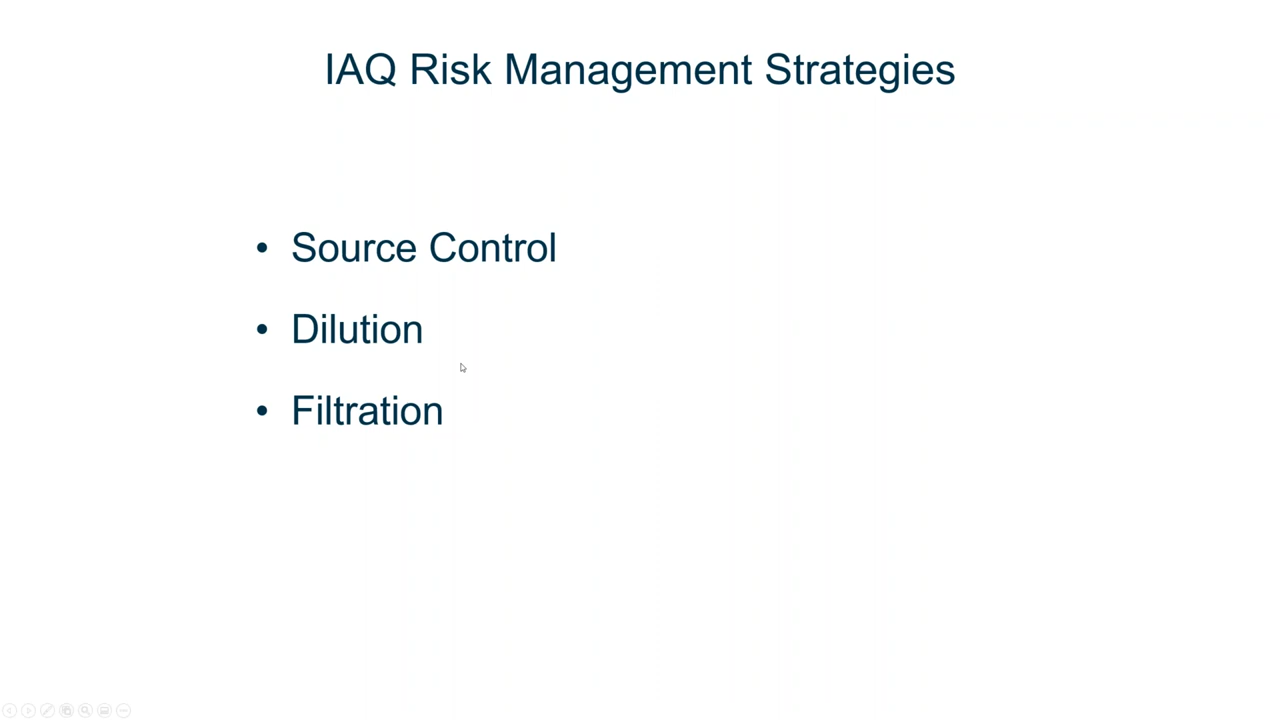 IAQ Risk Management Strategies
• Source Control
• Dilution
• Filtration